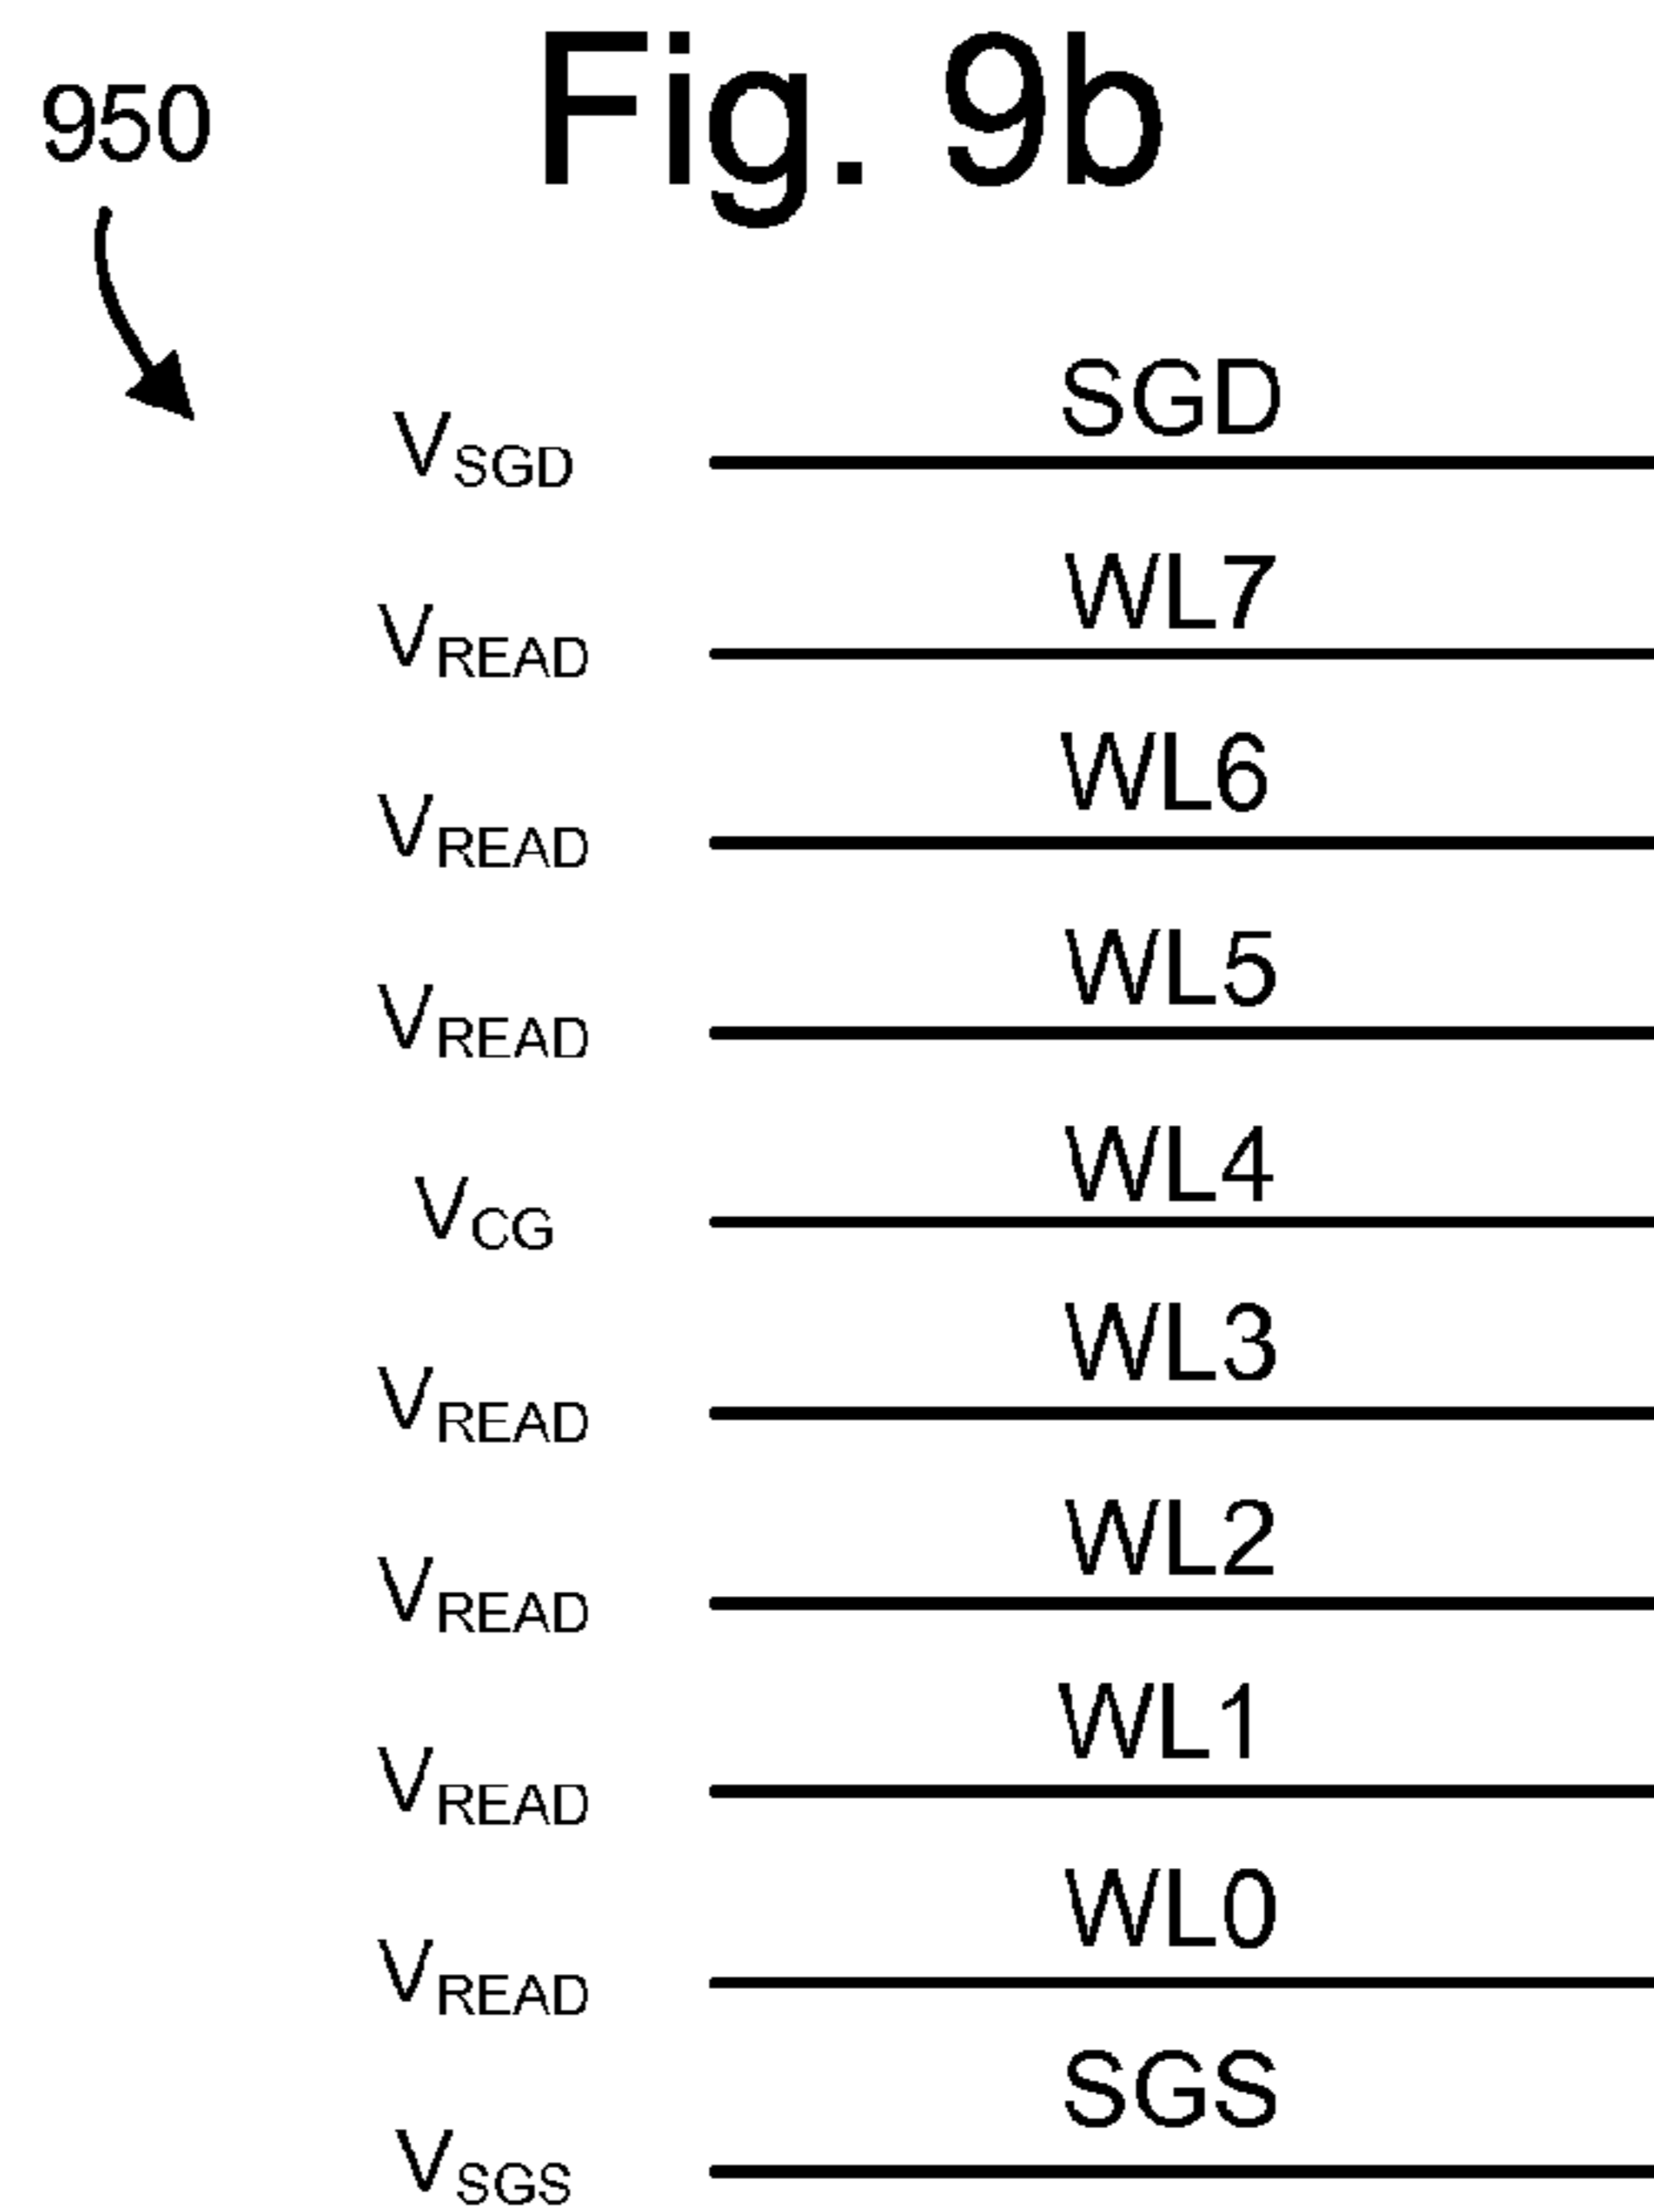 Fig. 9b
950
SGD
VSGD
WL7
VREAD
WL6
VREAD
WL5
VREAD
WL4
VCG
WL3
VREAD
WL2
VREAD
WL1
VREAD
WL0
VREAD
SGS
VSGS